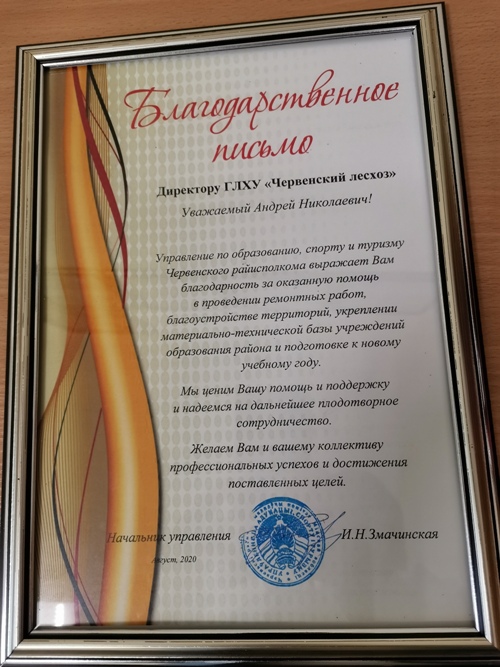 Благодарственное
письмо
Директору ГЛХУ «Червенский лесхоз»
Уважаемый Андрей Николаевич!
Управление по образованию, спорту и туризму
Червенского райисполкома выражает Вам
благодарность за оказанную помощь
в проведении ремонтных работ,
благоустройстве территорий, укреплении
материально-технической базы учреждений
образования района и подготовке к новому
учебному году.
Мы ценим Вашу помощь и поддержку
и надеемся на дальнейшее плодотворное
сотрудничество.
Желаем Вам и вашему коллективу
профессиональных успехов и достижения
поставленных целей.
Начальник управления И.Н.Змачинская
август, 2020